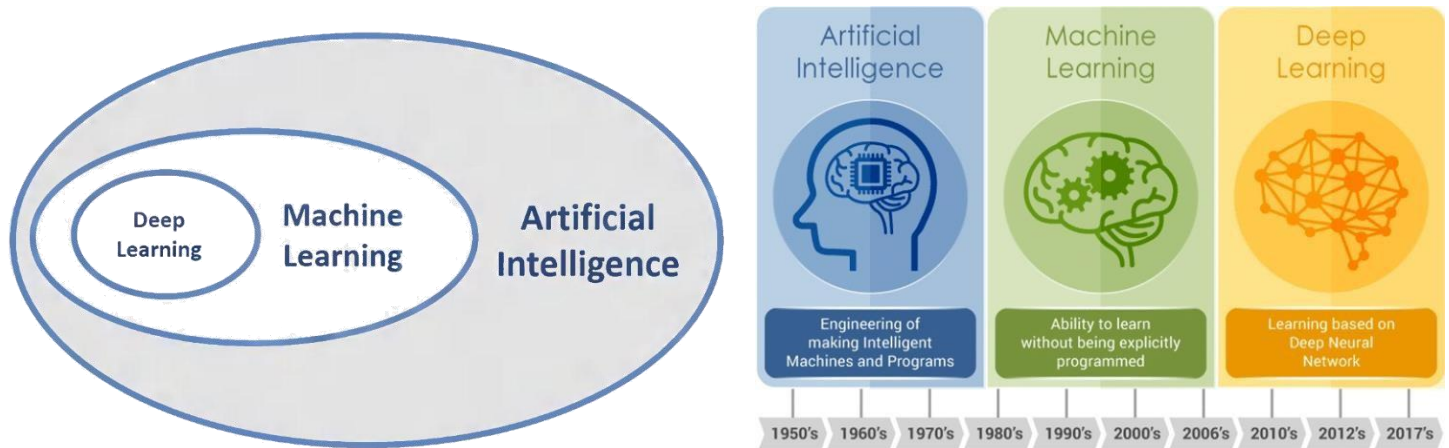 Deep
Learning
Machine
Learning
Artificial
Intelligence
Artificial
Intelligence
Engineering of
making Intelligent
Machines and Programs
Machine
Learning
Ability to learn
without being explicitly
programmed
Deep
Learning
Learning based on
Deep Neural
Network
1950's 1960's 1970's 1980's 1990's 2000's 2006's 2010's 2012's 2017's